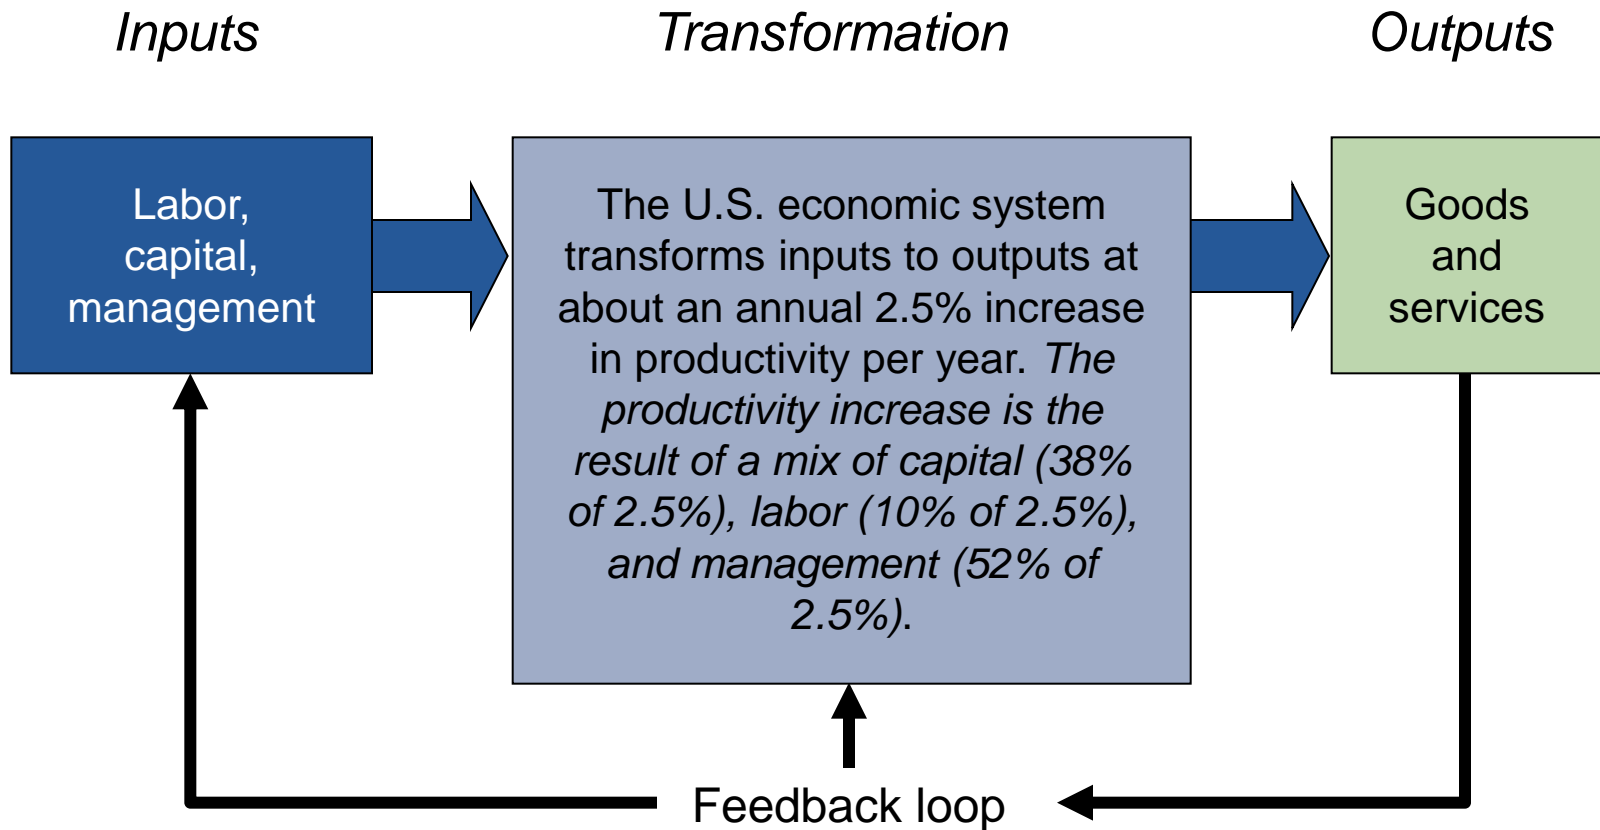 Inputs
Transformation
Outputs
Labor,
capital,
management
The U.S. economic system
transforms inputs to outputs at
about an annual 2.5% increase
in productivity per year. The
productivity increase is the
result of a mix of capital (38%
of 2.5%), labor (10% of 2.5%),
and management (52% of
2.5%).
Goods
and
services
Feedback loop